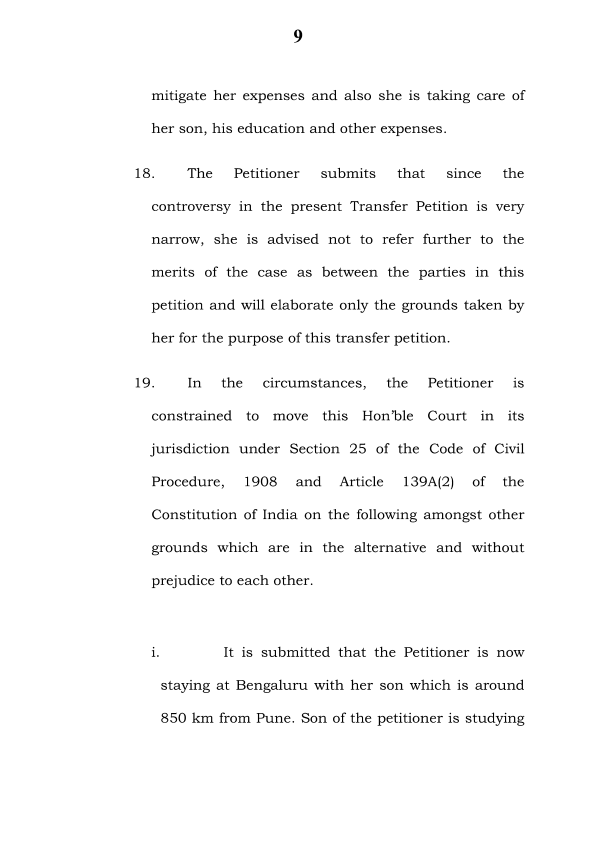 9
mitigate her expenses and also she is taking care of
her son, his education and other expenses.
18. The Petitioner submits that since the
controversy in the present Transfer Petition is very
narrow, she is advised not to refer further to the
merits of the case as between the parties in this
petition and will elaborate only the grounds taken by
her for the purpose of this transfer petition.
19. In the circumstances, the Petitioner is
constrained to move this Hon’ble Court in its
jurisdiction under Section 25 of the Code of Civil
Procedure, 1908 and Article 139A(2) of the
Constitution of India on the following amongst other
grounds which are in the alternative and without
prejudice to each other.
i. It is submitted that the Petitioner is now
staying at Bengaluru with her son which is around
850 km from Pune. Son of the petitioner is studying